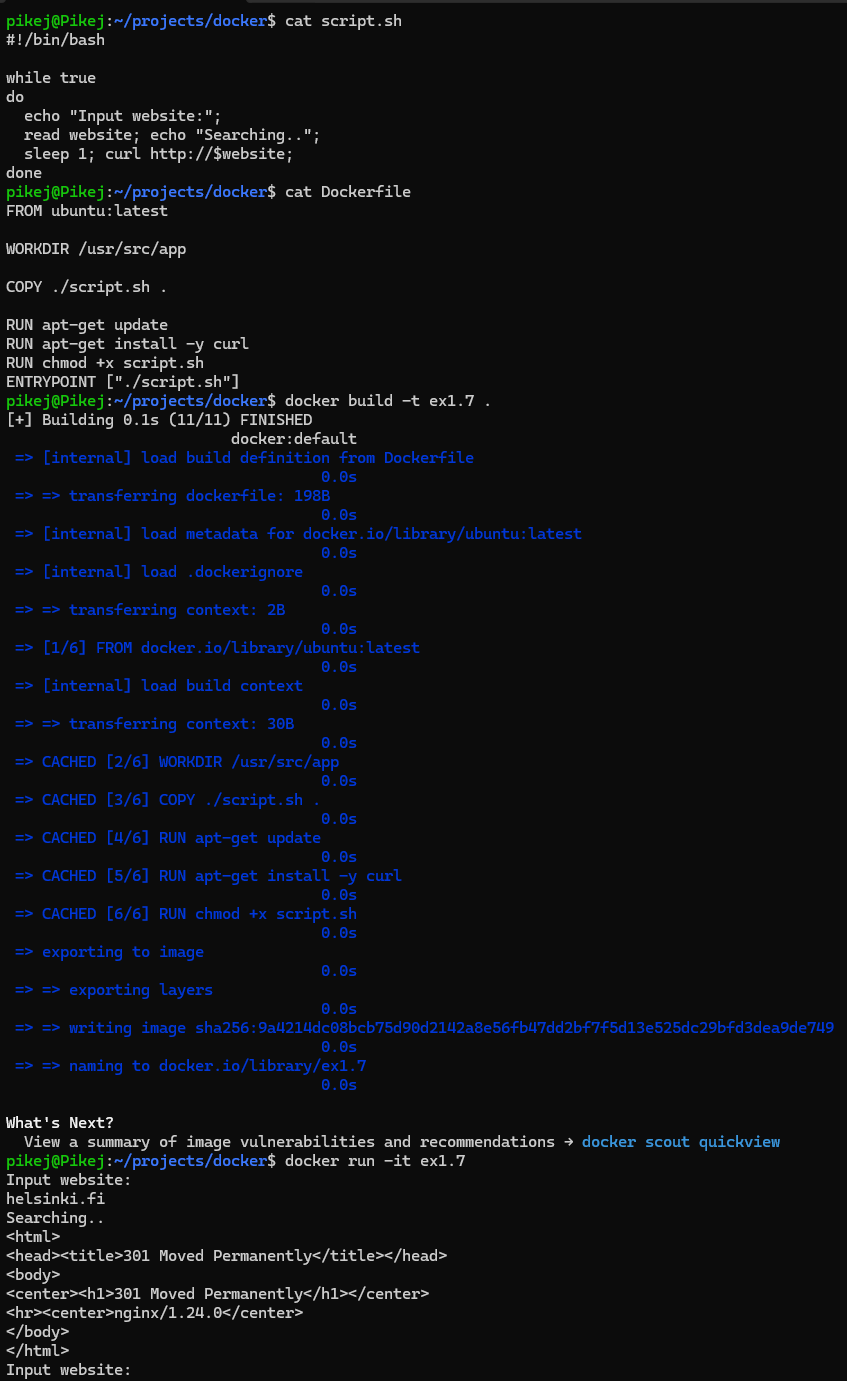 pikej@Pikej:~/projects/docker$ cat script.sh
#!/bin/bash

while true
do
  echo "Input website:";
  read website; echo "Searching..";
  sleep 1; curl http://$website;
done
pikej@Pikej:~/projects/docker$ cat Dockerfile
FROM ubuntu:latest

WORKDIR /usr/src/app

COPY ./script.sh .

RUN apt-get update
RUN apt-get install -y curl
RUN chmod +x script.sh
ENTRYPOINT ["./script.sh"]
pikej@Pikej:~/projects/docker$ docker build -t ex1.7 .
[+] Building 0.1s (11/11) FINISHED
                         docker:default
 => [internal] load build definition from Dockerfile
                                   0.0s
 => => transferring dockerfile: 198B
                                   0.0s
 => [internal] load metadata for docker.io/library/ubuntu:latest
                                   0.0s
 => [internal] load .dockerignore
                                   0.0s
 => => transferring context: 2B
                                   0.0s
 => [1/6] FROM docker.io/library/ubuntu:latest
                                   0.0s
 => [internal] load build context
                                   0.0s
 => => transferring context: 30B
                                   0.0s
 => CACHED [2/6] WORKDIR /usr/src/app
                                   0.0s
 => CACHED [3/6] COPY ./script.sh .
                                   0.0s
 => CACHED [4/6] RUN apt-get update
                                   0.0s
 => CACHED [5/6] RUN apt-get install -y curl
                                   0.0s
 => CACHED [6/6] RUN chmod +x script.sh
                                   0.0s
 => exporting to image
                                   0.0s
 => => exporting layers
                                   0.0s
 => => writing image sha256:9a4214dc08bcb75d90d2142a8e56fb47dd2bf7f5d13e525dc29bfd3dea9de749
                                   0.0s
 => => naming to docker.io/library/ex1.7
                                   0.0s

What's Next?
  View a summary of image vulnerabilities and recommendations → docker scout quickview
pikej@Pikej:~/projects/docker$ docker run -it ex1.7
Input website:
helsinki.fi
Searching..
<html>
<head><title>301 Moved Permanently</title></head>
<body>
<center><h1>301 Moved Permanently</h1></center>
<hr><center>nginx/1.24.0</center>
</body>
</html>
Input website: